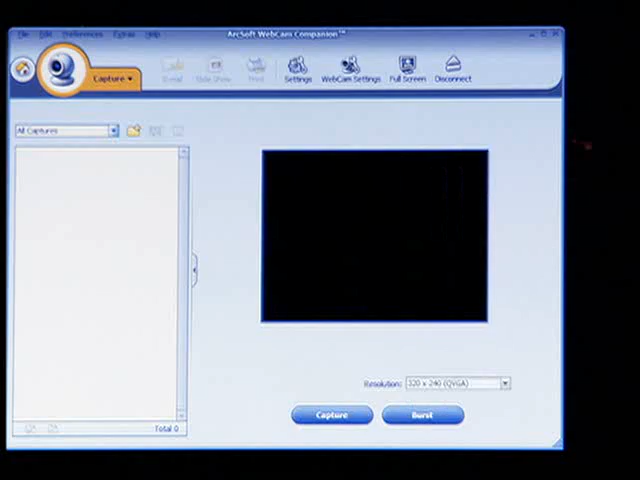 File Edit Preferences Extras Help
ArcSoft WebCam Companion™
Capture
E-mail Slide Show Print Settings WebCam Settings Full Screen Disconnect
All Captures
Resolution: 320 x 240 (QVGA)
Capture Burst
Total 0